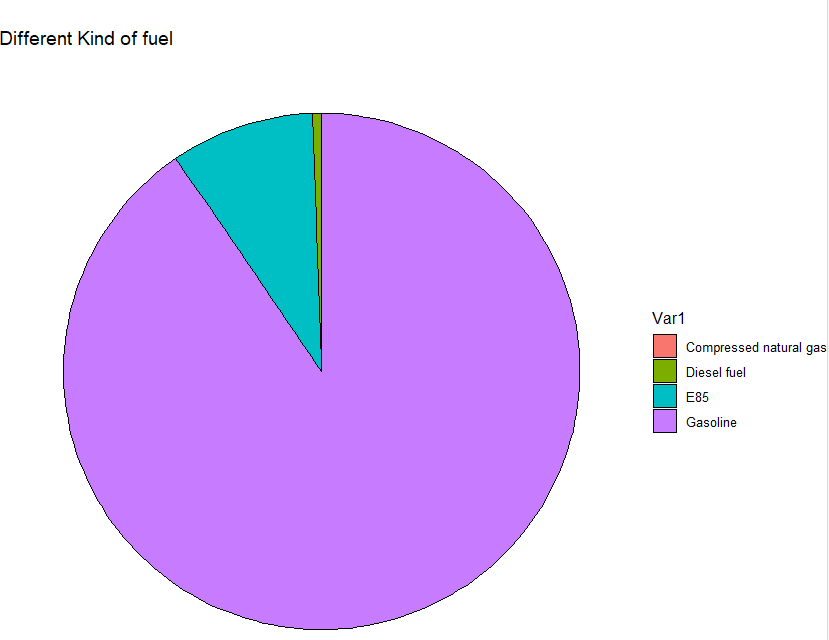 Different Kind of fuel
Var1
Compressed natural gas
Diesel fuel
E85
Gasoline